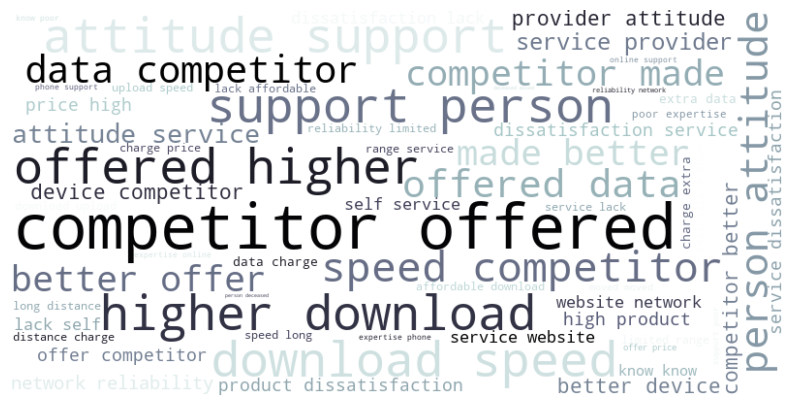 know poor
dissatisfaction lack
provider attitude
attitude support
service provider
online support
data competitor
competitor made
phone support
upload speed
lack affordable
reliability network
price high
support person
extra data
poor expertise
attitude service
reliability limited
dissatisfaction service
charge price
range service
made better
offered higher
offered data
device competitor
self service
service lack
charge extra
competitor offered
person attitude
service dissatisfaction
competitor better
expertise online
data charge
better offer
speed competitor
person deceased
affordable download
long distance
higher download
website network
lack self
high product
distance charge
speed long
expertise phone
service website
limited range
offer competitor
download speed
offer price
know know
network reliability
product dissatisfaction
better device